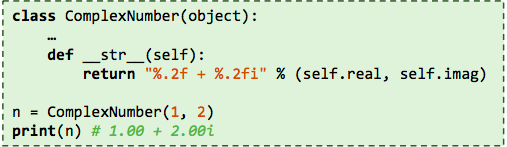 class ComplexNumber(object):
    …
    def __str__(self):
        return "%.2f + %.2fi" % (self.real, self.imag)

n = ComplexNumber(1, 2)
print(n) # 1.00 + 2.00i